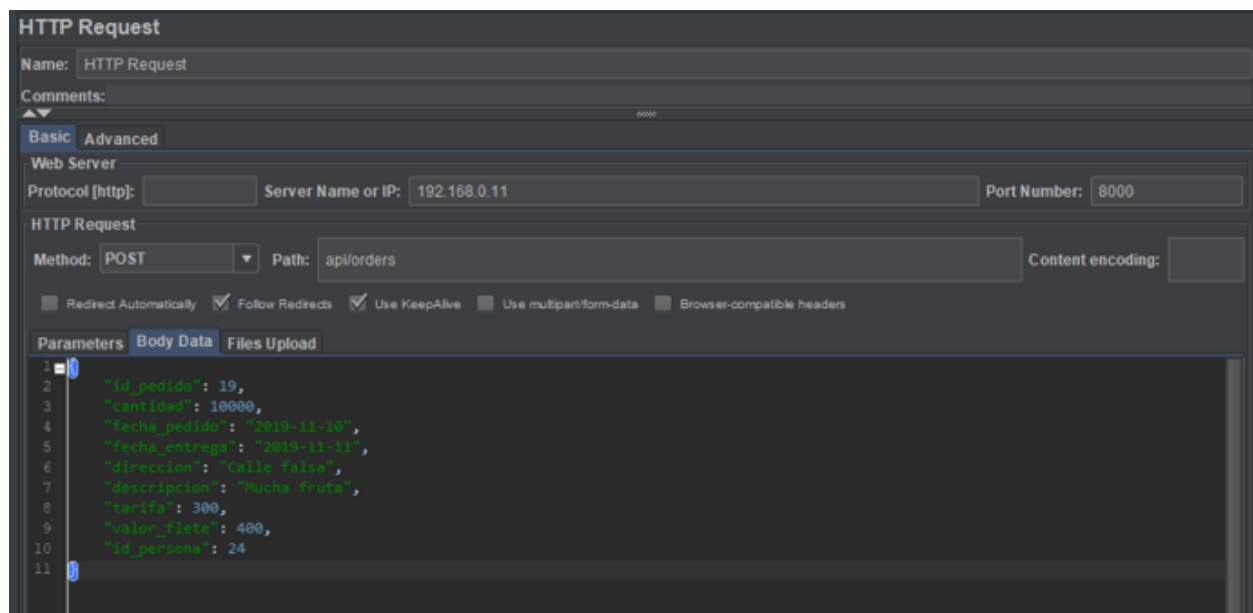 HTTP Request
Name: HTTP Request
Comments:
Basic Advanced
Web Server
Protocol [http]: Server Name or IP: 192.168.0.11 Port Number: 8000
HTTP Request
Method: POST Path: api/orders Content encoding:
Redirect Automatically Follow Redirects Use KeepAlive Use multipart/form-data Browser-compatible headers
Parameters Body Data Files Upload
1 {
2 "id_pedido": 19,
3 "cantidad": 10000,
4 "fecha_pedido": "2019-11-10",
5 "fecha_entrega": "2019-11-11",
6 "direccion": "Calle falsa",
7 "descripcion": "Mucha fruta",
8 "tarifa": 300,
9 "valor_flete": 400,
10 "id_persona": 24
11 }